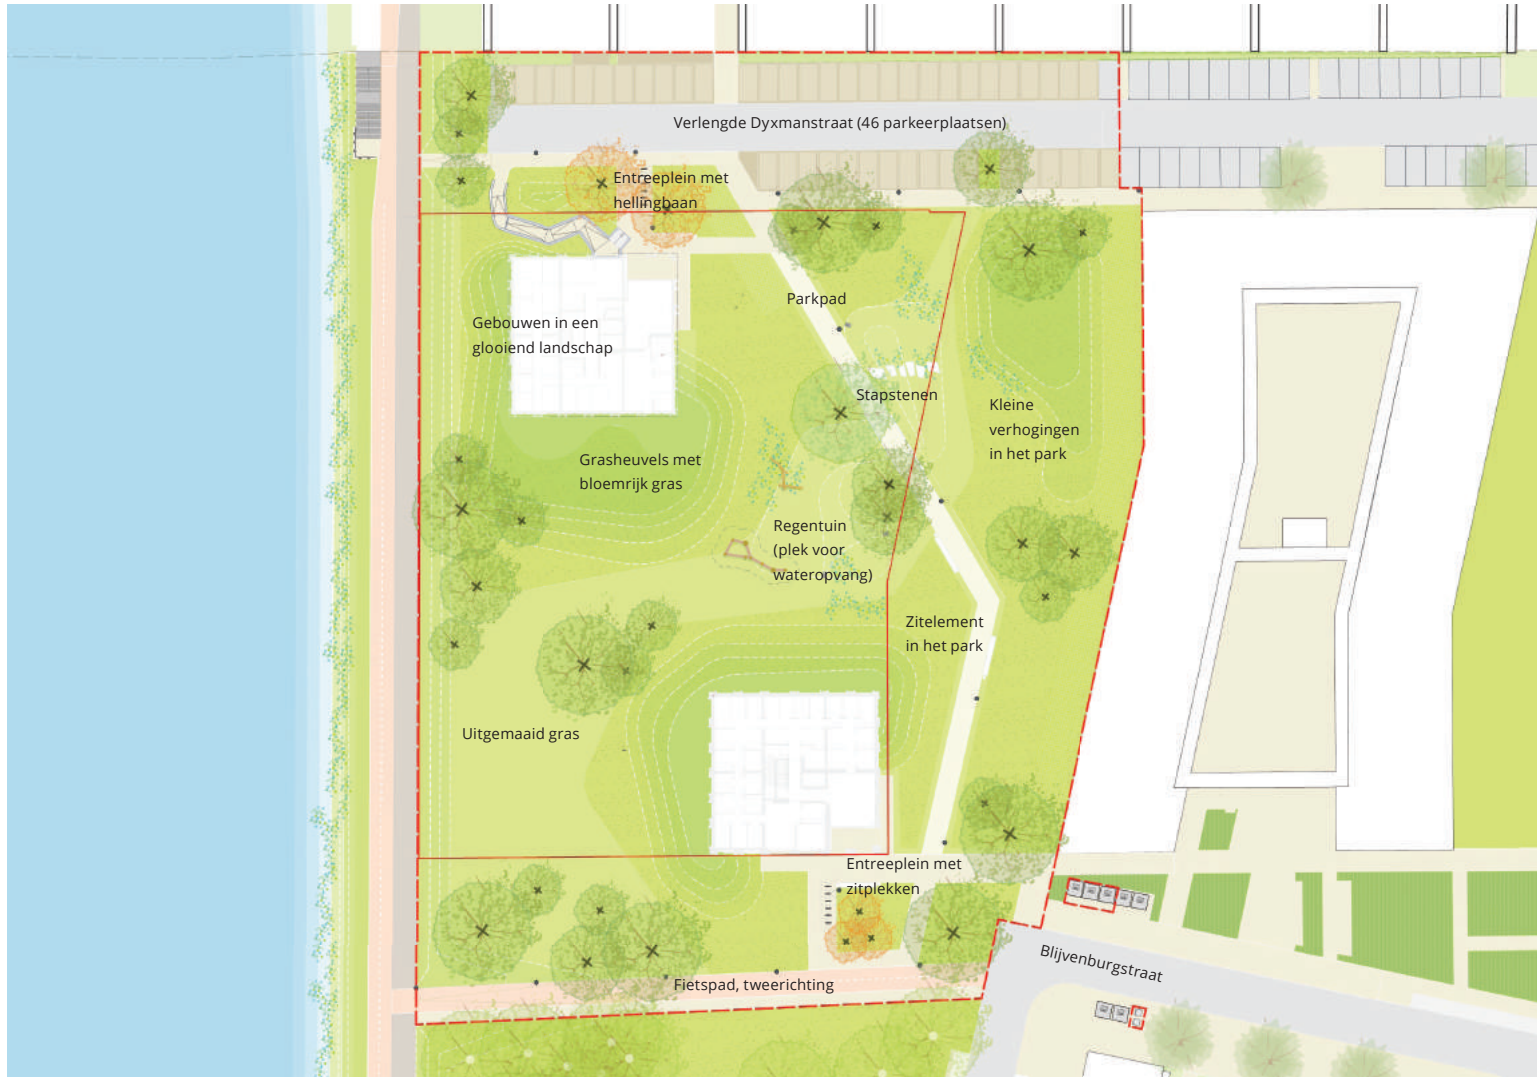 Verlengde Dyxmanstraat (46 parkeerplaatsen)
Entreeplein met
hellingbaan
Parkpad
Gebouwen in een
glooiend landschap
Stapstenen
Kleine
verhogingen
in het park
Grasheuvels met
bloemrijk gras
Regentuin
(plek voor
wateropvang)
Zitelement
in het park
Uitgemaaid gras
Entreeplein met
zitplekken
Blijvenburgstraat
Fietspad, tweerichting